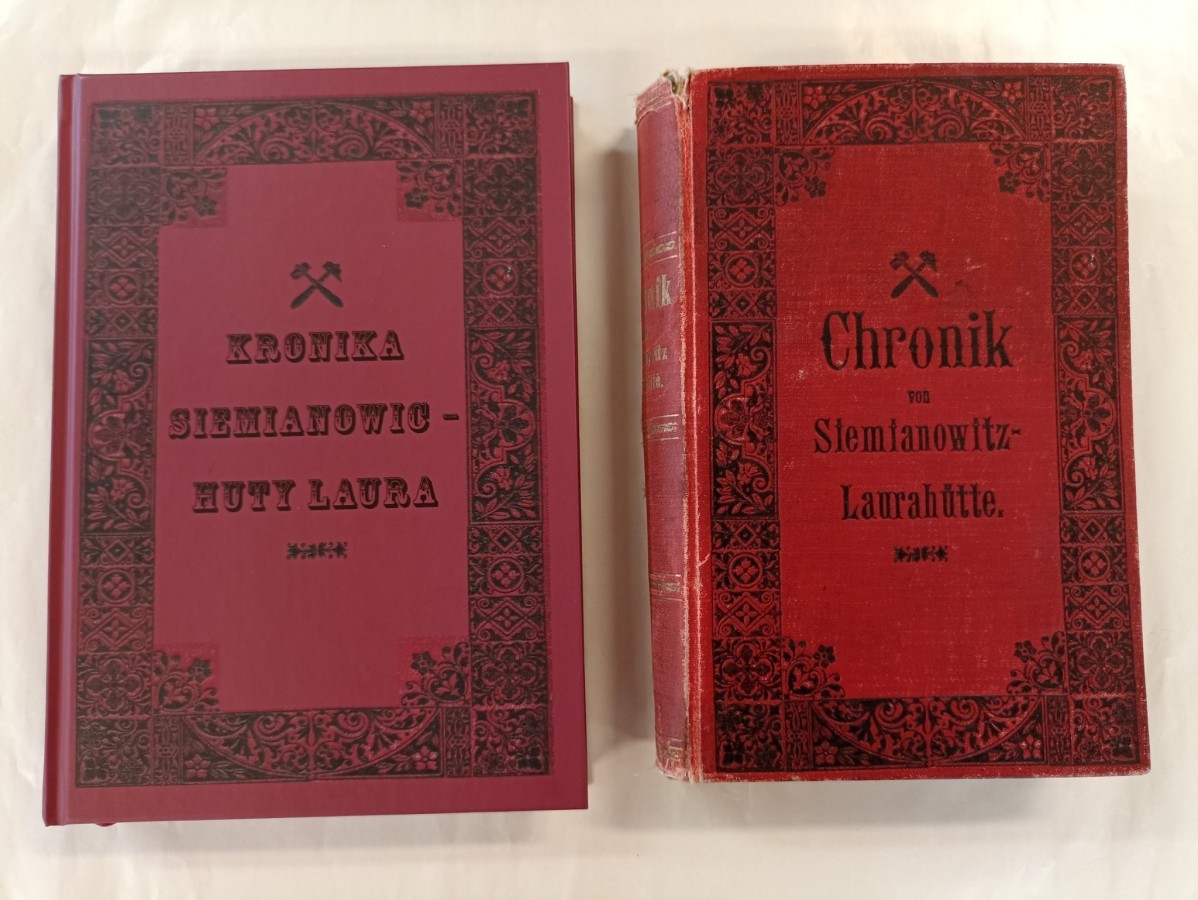 KRONIKA
SIEMIANOWIC -
HUTY LAURA
Chronik
von
Siemianowitz-
Laurahütte.